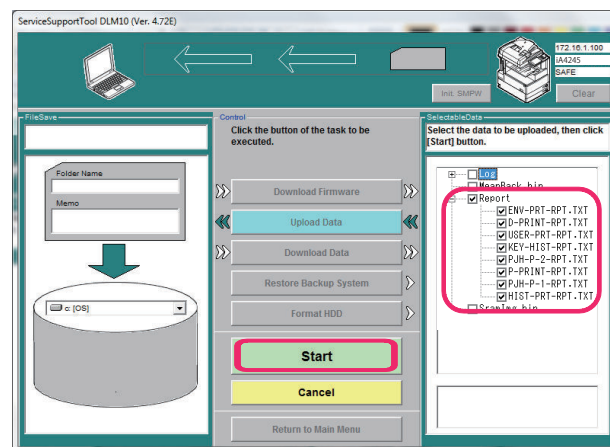 ServiceSupportTool DLM10 (Ver. 4.72E)
172.16.1.100
iA4245
SAFE
Init. SMPW
Clear
FileSave
Control
SelectableData
Click the button of the task to be
executed.
Select the data to be uploaded, then click
[Start] button.
Folder Name
Memo
c: [OS]
Download Firmware
Upload Data
Download Data
Restore Backup System
Format HDD
Start
Cancel
Return to Main Menu
Log
MeanBack.bin
Report
ENV-PRT-RPT.TXT
D-PRINT-RPT.TXT
USER-PRT-RPT.TXT
KEY-HIST-RPT.TXT
PJH-P-2-RPT.TXT
P-PRINT-RPT.TXT
PJH-P-1-RPT.TXT
HIST-PRT-RPT.TXT
SramImg.bin